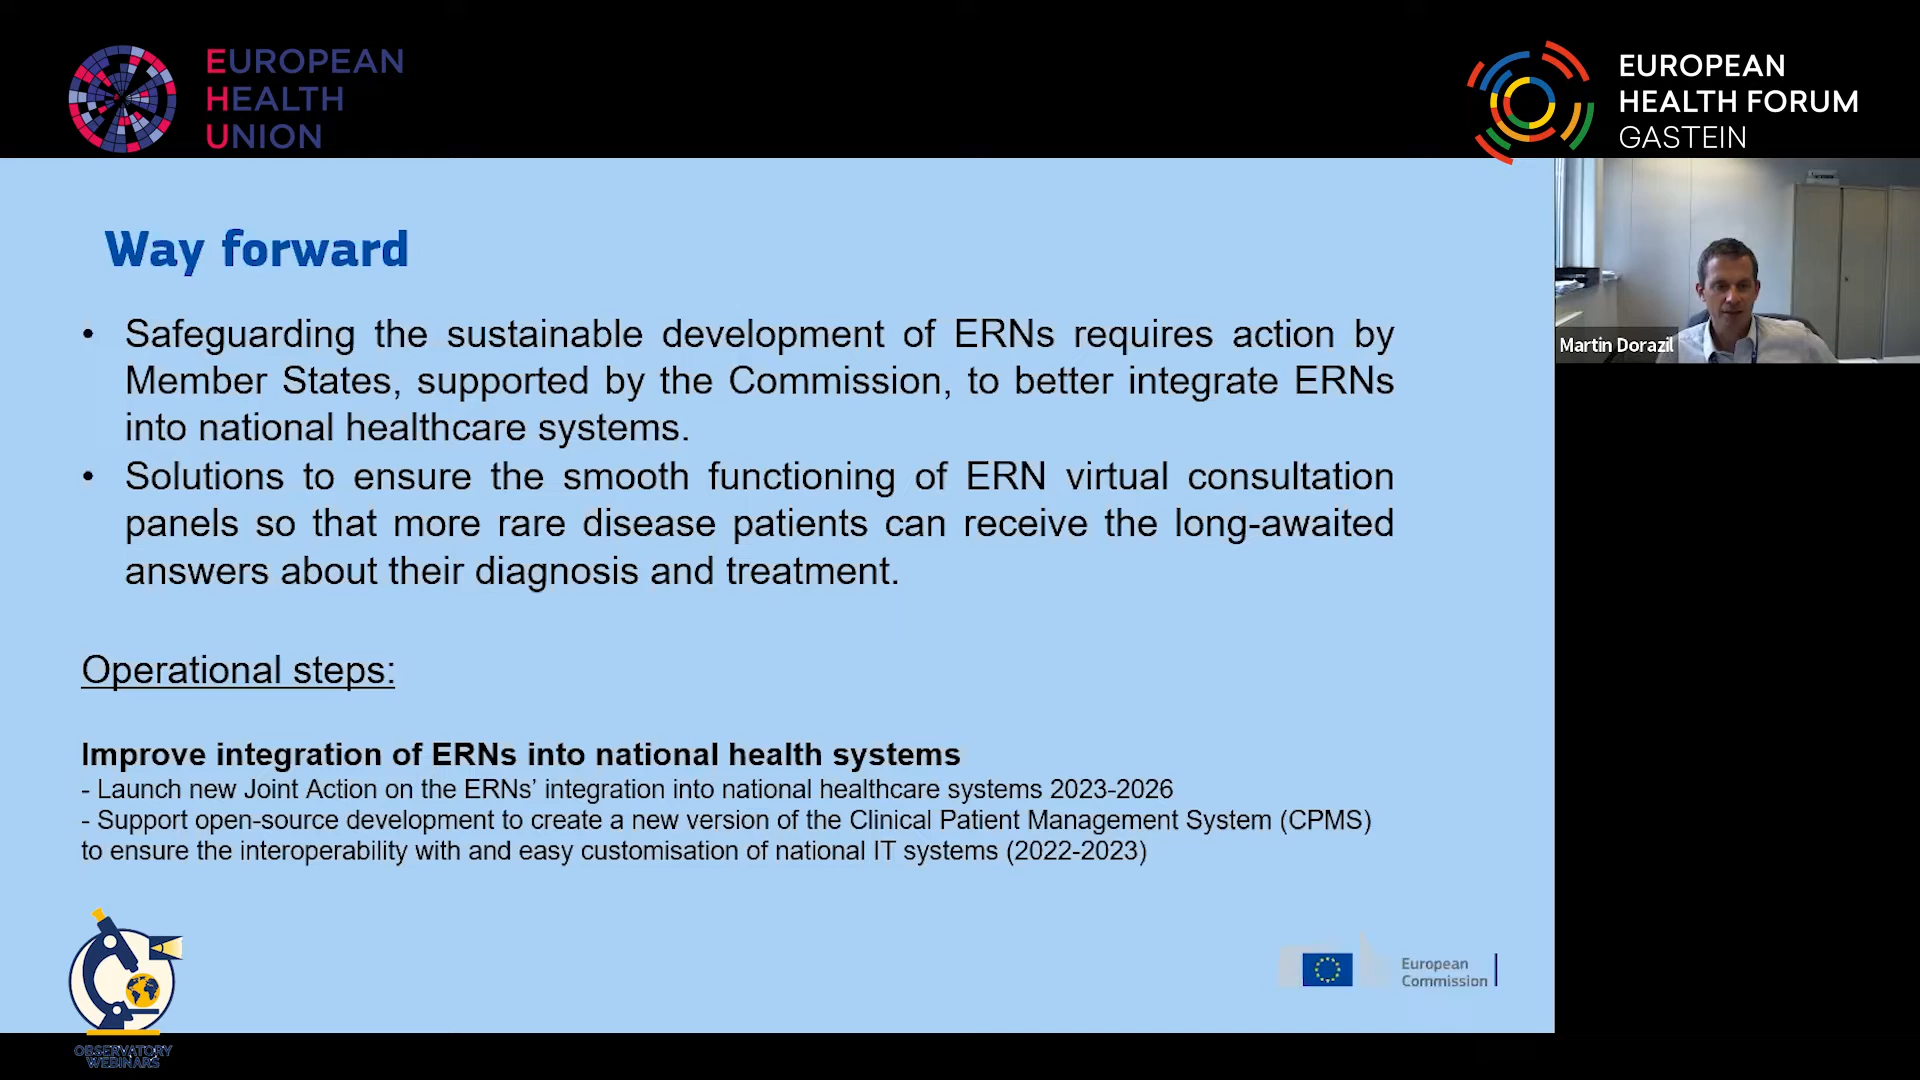 EUROPEAN
HEALTH
UNION
EUROPEAN
HEALTH FORUM
GASTEIN
Way forward
• Safeguarding the sustainable development of ERNs requires action by
Member States, supported by the Commission, to better integrate ERNs
into national healthcare systems.
• Solutions to ensure the smooth functioning of ERN virtual consultation
panels so that more rare disease patients can receive the long-awaited
answers about their diagnosis and treatment.
Martin Dorazil
Operational steps:
Improve integration of ERNs into national health systems
- Launch new Joint Action on the ERNs’ integration into national healthcare systems 2023-2026
- Support open-source development to create a new version of the Clinical Patient Management System (CPMS)
to ensure the interoperability with and easy customisation of national IT systems (2022-2023)
European
Commission
OBSERVATORY
WEBINARS